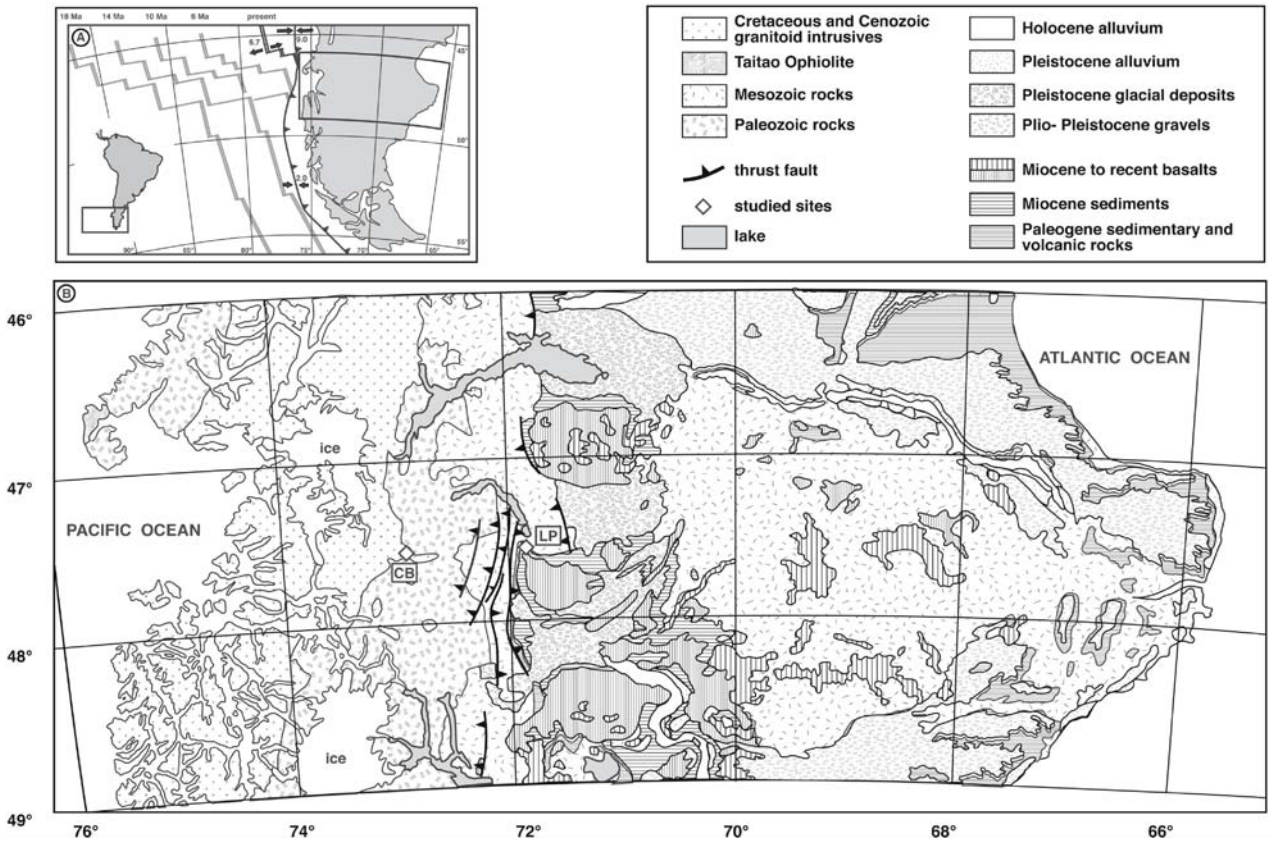 18 Ma 14 Ma 10 Ma 6 Ma present
A
5.7 9.0
45°
50°
2.0
90° 85° 80° 75° 70° 65°
55°
Cretaceous and Cenozoic
granitoid intrusives
Taitao Ophiolite
Mesozoic rocks
Paleozoic rocks
thrust fault
studied sites
lake
Holocene alluvium
Pleistocene alluvium
Pleistocene glacial deposits
Plio- Pleistocene gravels
Miocene to recent basalts
Miocene sediments
Paleogene sedimentary and
volcanic rocks
B
46°
ATLANTIC OCEAN
ice
47°
PACIFIC OCEAN
LP
CB
48°
ice
49°
76° 74° 72° 70° 68° 66°